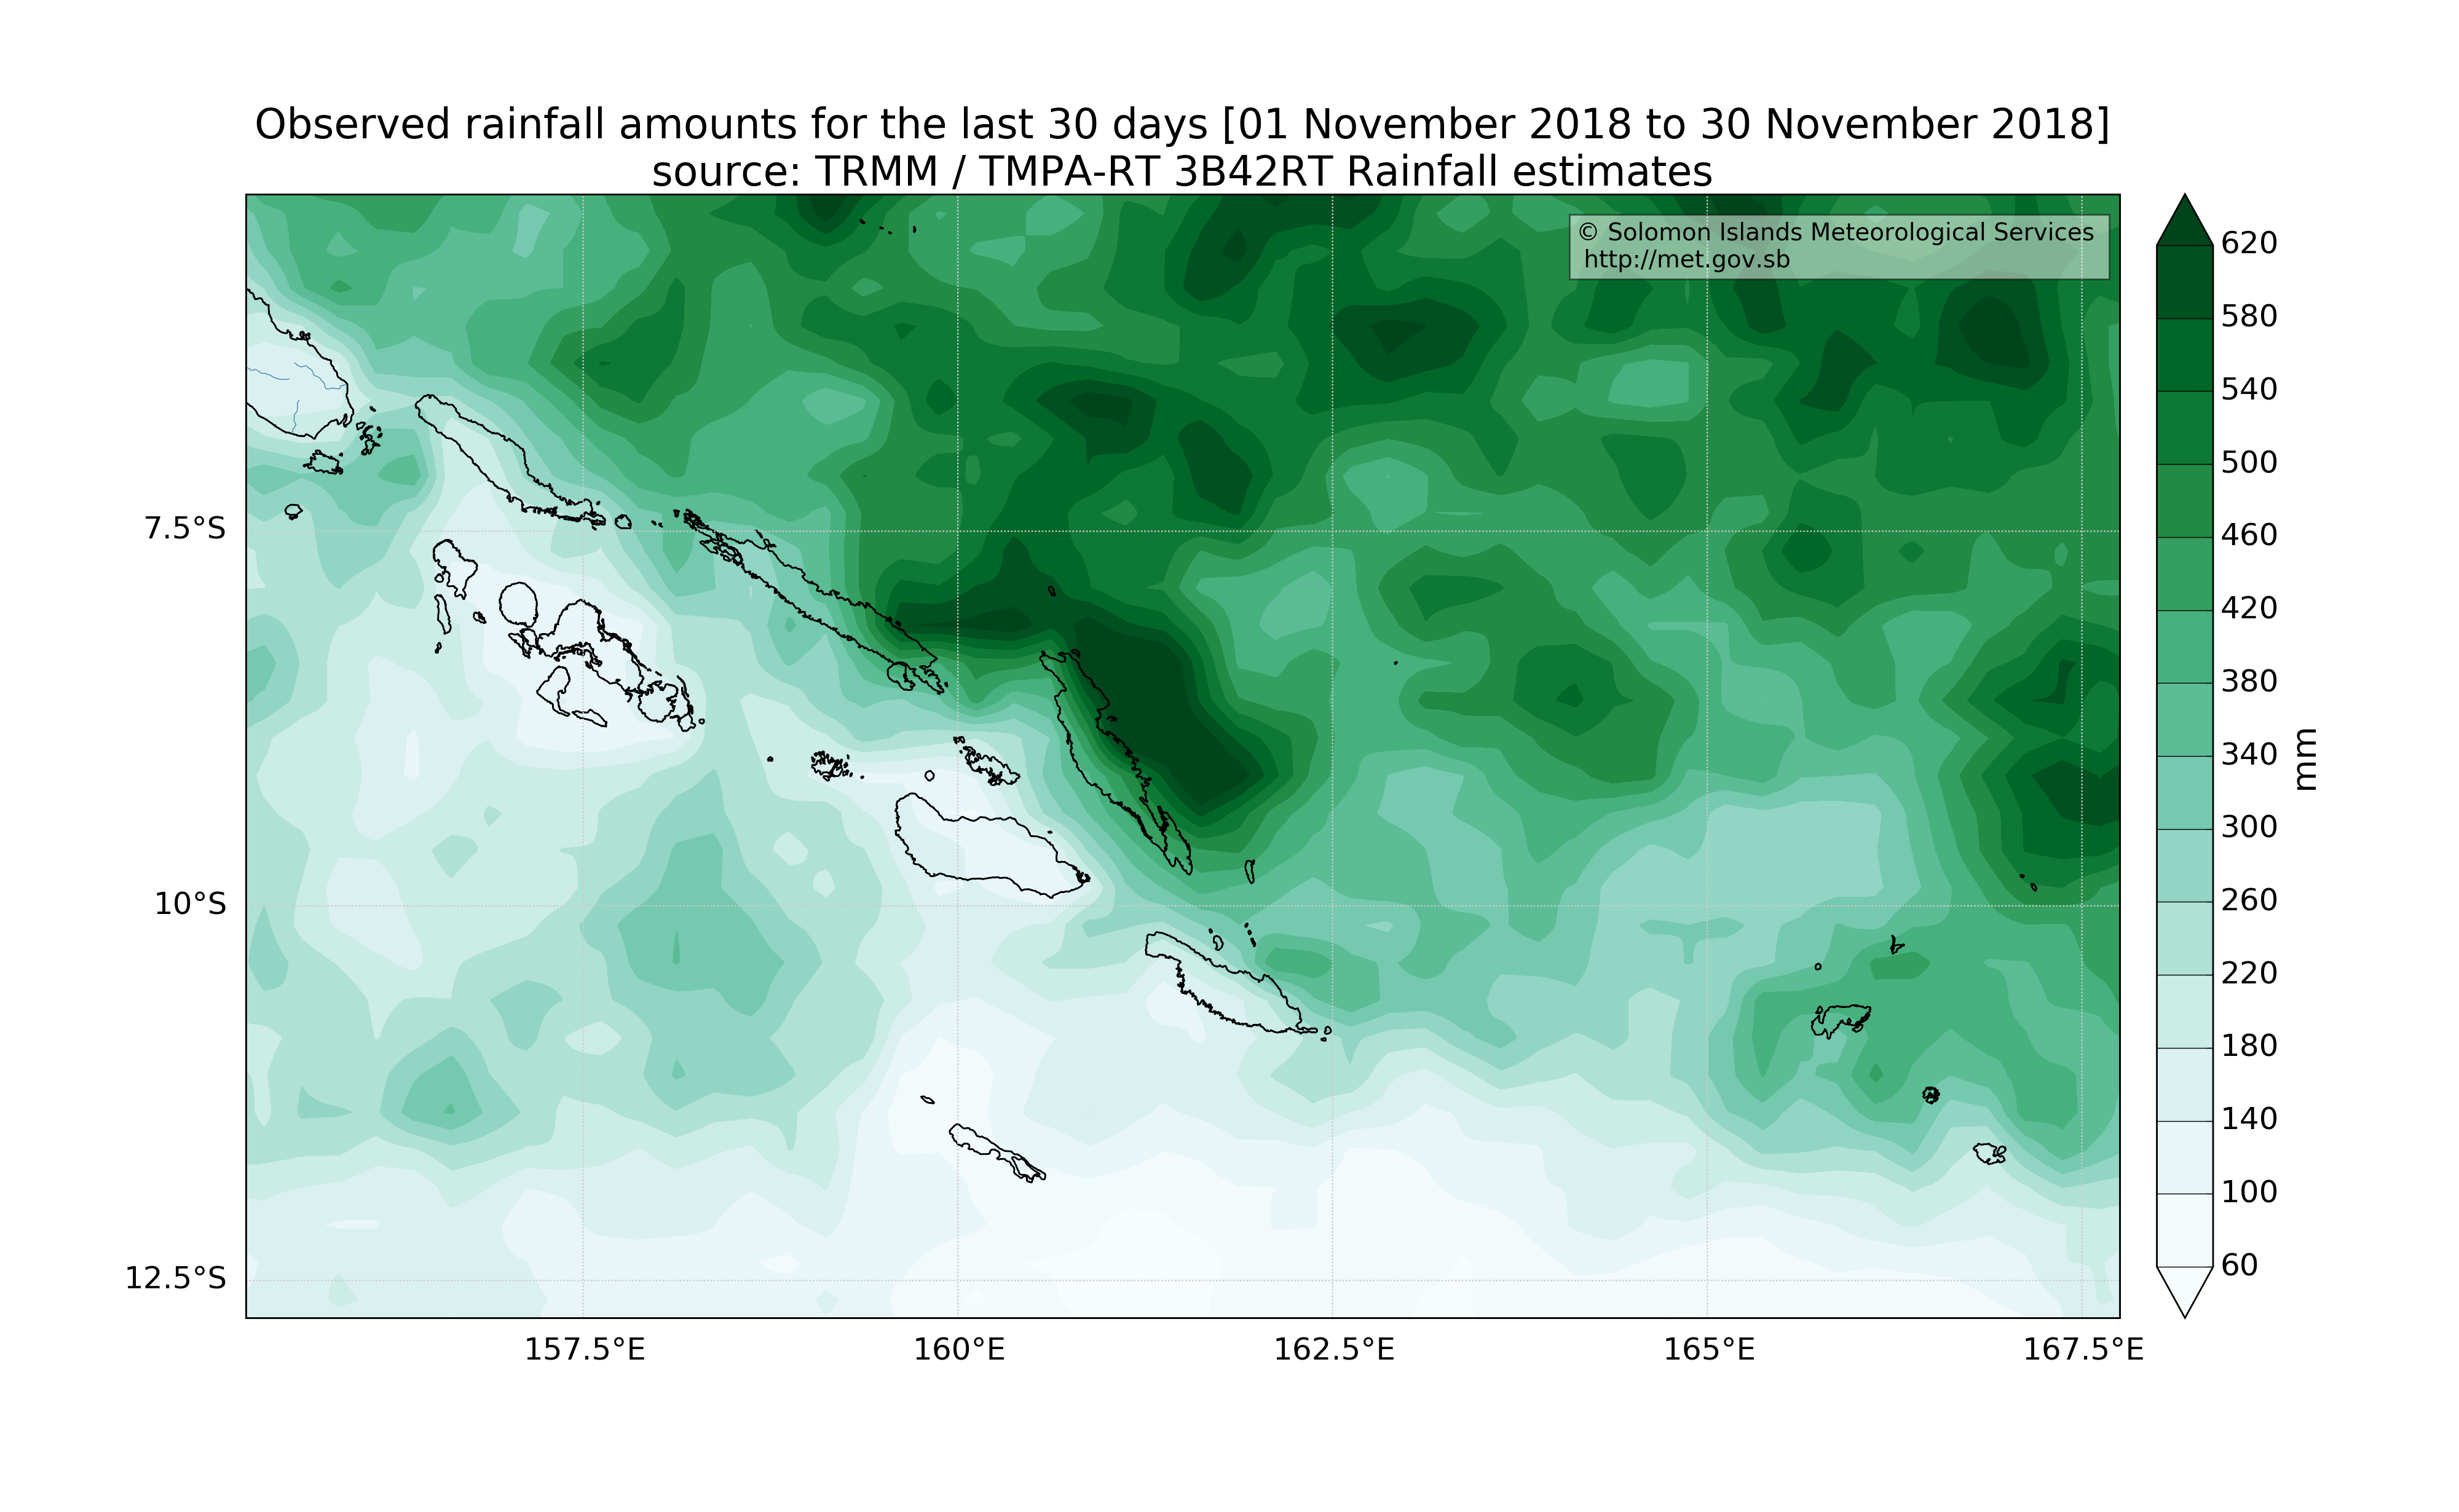 Observed rainfall amounts for the last 30 days [01 November 2018 to 30 November 2018]
source: TRMM / TMPA-RT 3B42RT Rainfall estimates
© Solomon Islands Meteorological Services
http://met.gov.sb
7.5°S
10°S
12.5°S
157.5°E
160°E
162.5°E
165°E
167.5°E
620
580
540
500
460
420
380
340
300
260
220
180
140
100
60
mm